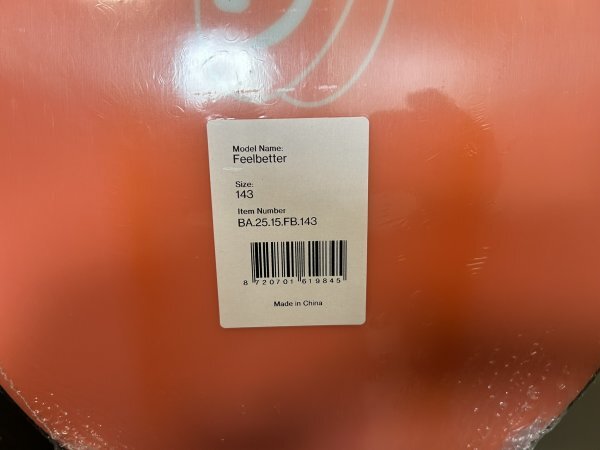 Model Name:
Feelbetter
Size:
143
Item Number
BA.25.15.FB.143
8 720701 619845
Made in China